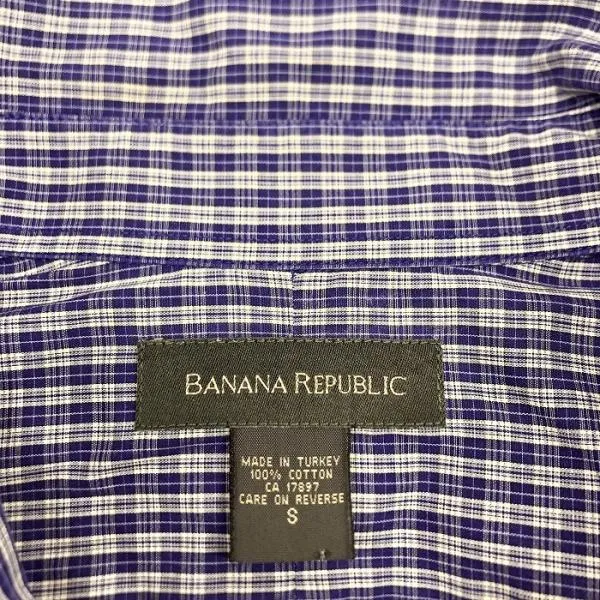 BANANA REPUBLIC
MADE IN TURKEY
100% COTTON
CA 17897
CARE ON REVERSE
S